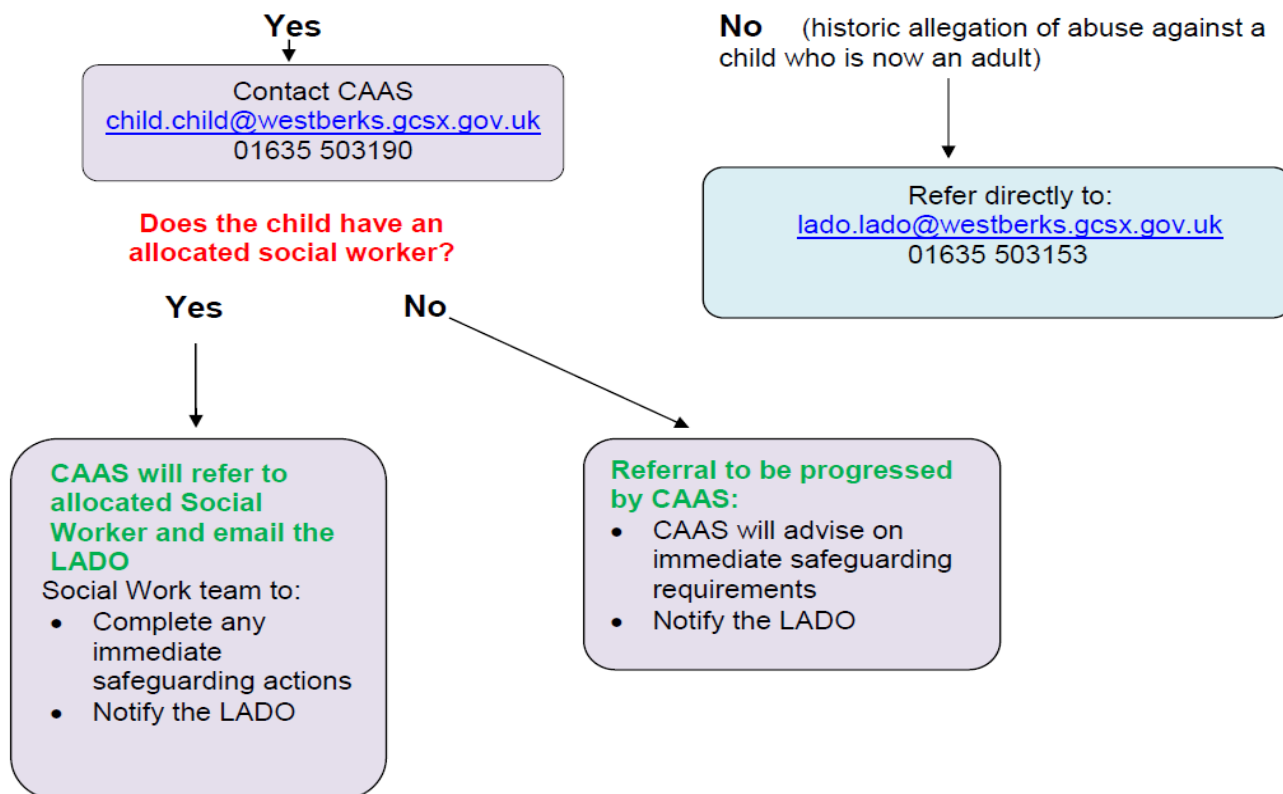 Yes
Contact CAAS
child.child@westberks.gcsx.gov.uk
01635 503190
No (historic allegation of abuse against a
child who is now an adult)
Refer directly to:
lado.lado@westberks.gcsx.gov.uk
01635 503153
Does the child have an
allocated social worker?
Yes
No
CAAS will refer to
allocated Social
Worker and email the
LADO
Social Work team to:
• Complete any
immediate
safeguarding actions
• Notify the LADO
Referral to be progressed
by CAAS:
• CAAS will advise on
immediate safeguarding
requirements
• Notify the LADO